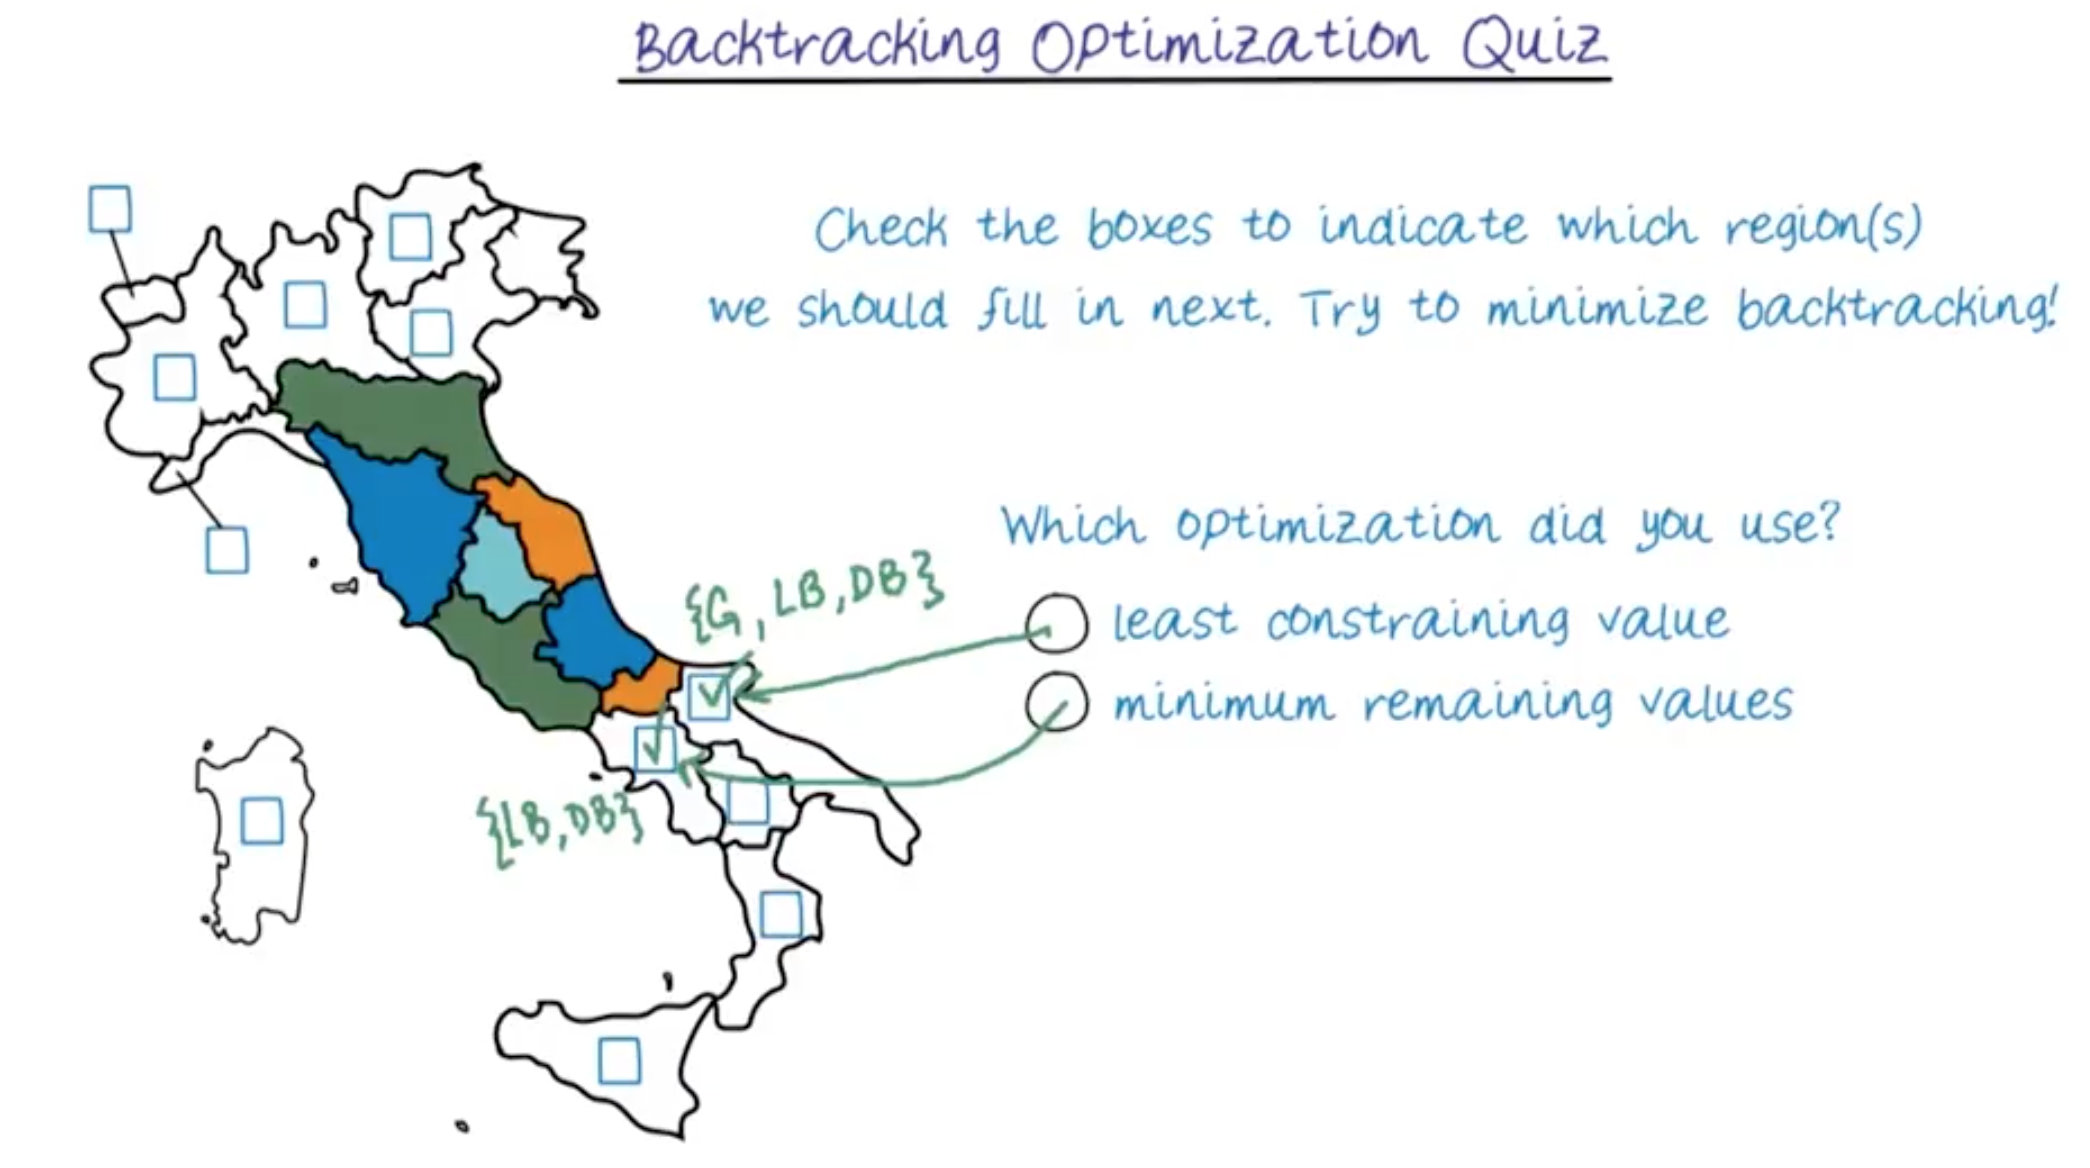 Backtracking Optimization Quiz
Check the boxes to indicate which region(s)
we should fill in next. Try to minimize backtracking!
Which optimization did you use?
{G, LB, DB}
least constraining value
minimum remaining values
{LB, DB}